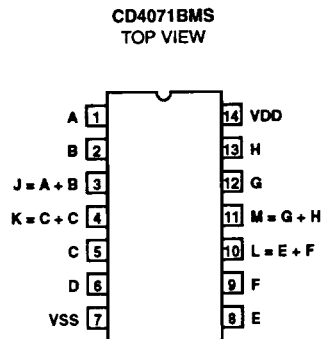 CD4071BMS
TOP VIEW
A 1 14 VDD
B 2 13 H
J = A + B 3 12 G
K = C + C 4 11 M = G + H
C 5 10 L = E + F
D 6 9 F
VSS 7 8 E